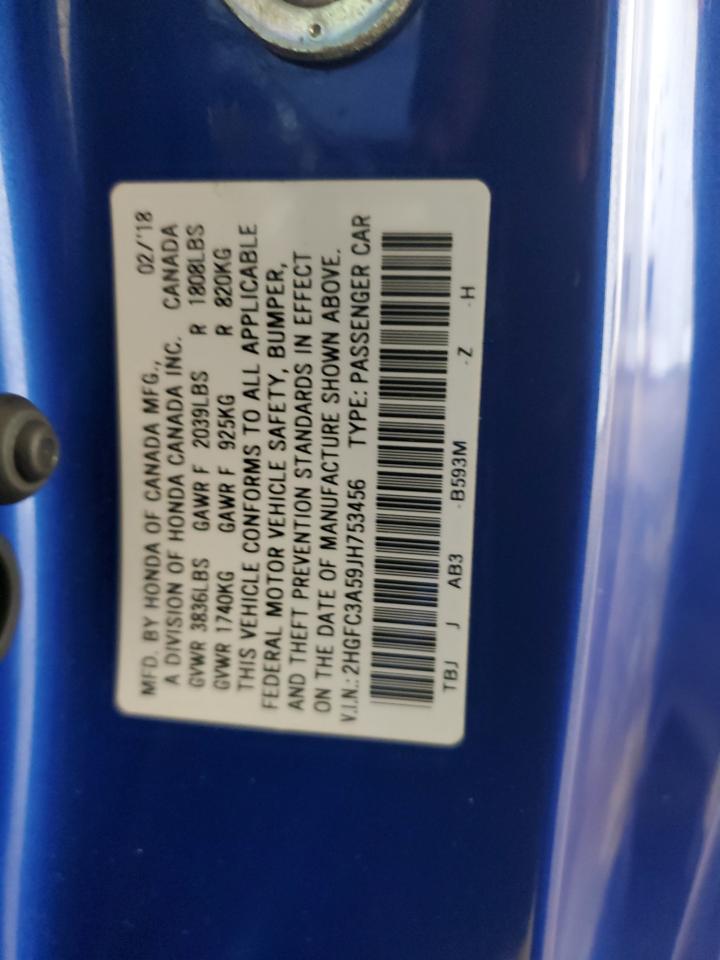 MFD. BY HONDA OF CANADA MFG., 02/'18
A DIVISION OF HONDA CANADA INC. CANADA
GVWR 3836LBS GAWR F 2039LBS R 1808LBS
GVWR 1740KG GAWR F 925KG R 820KG
THIS VEHICLE CONFORMS TO ALL APPLICABLE
FEDERAL MOTOR VEHICLE SAFETY, BUMPER,
AND THEFT PREVENTION STANDARDS IN EFFECT
ON THE DATE OF MANUFACTURE SHOWN ABOVE.
V.I.N.: 2HGFC3A59JH753456 TYPE: PASSENGER CAR
TBJ J AB3 -B593M -Z -H